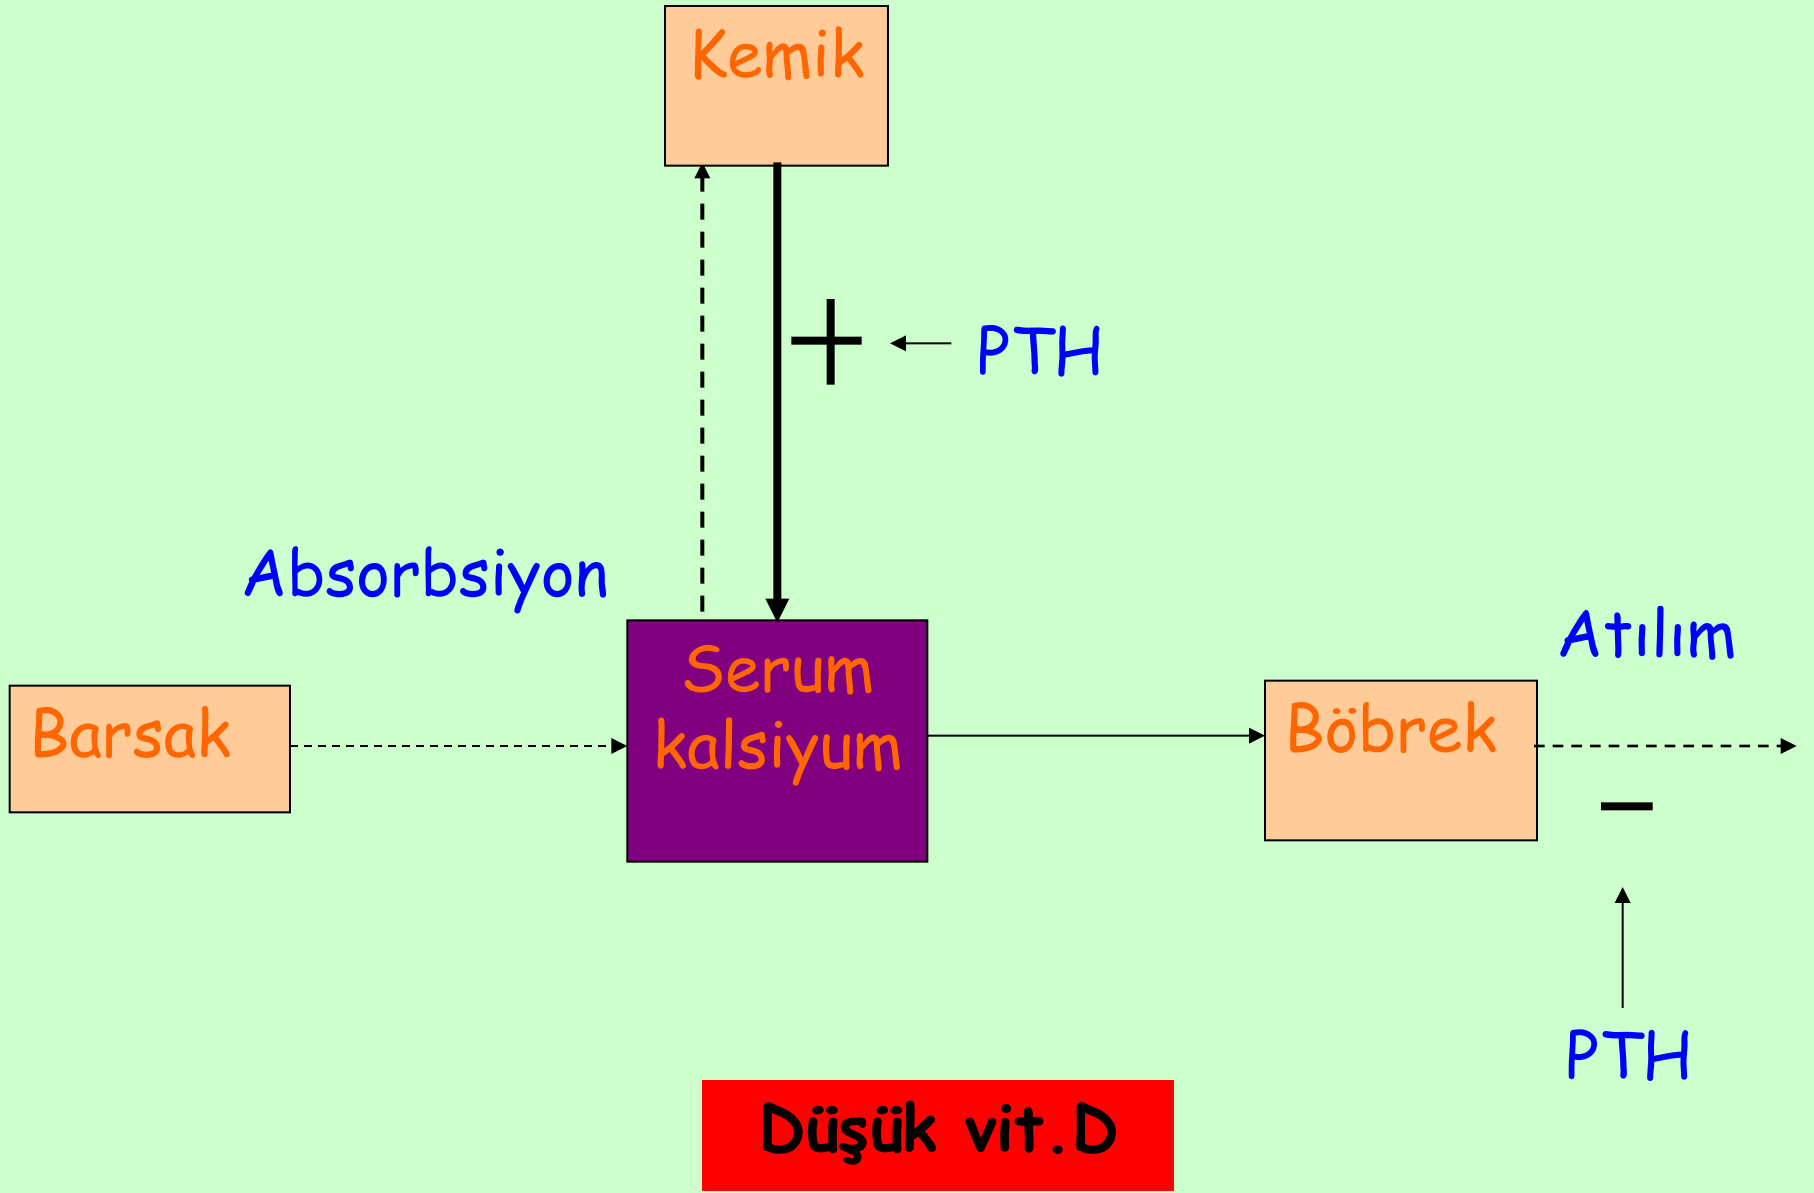 Kemik
PTH
Absorbsiyon
Serum
kalsiyum
Atılım
Barsak
Böbrek
PTH
Düşük vit.D